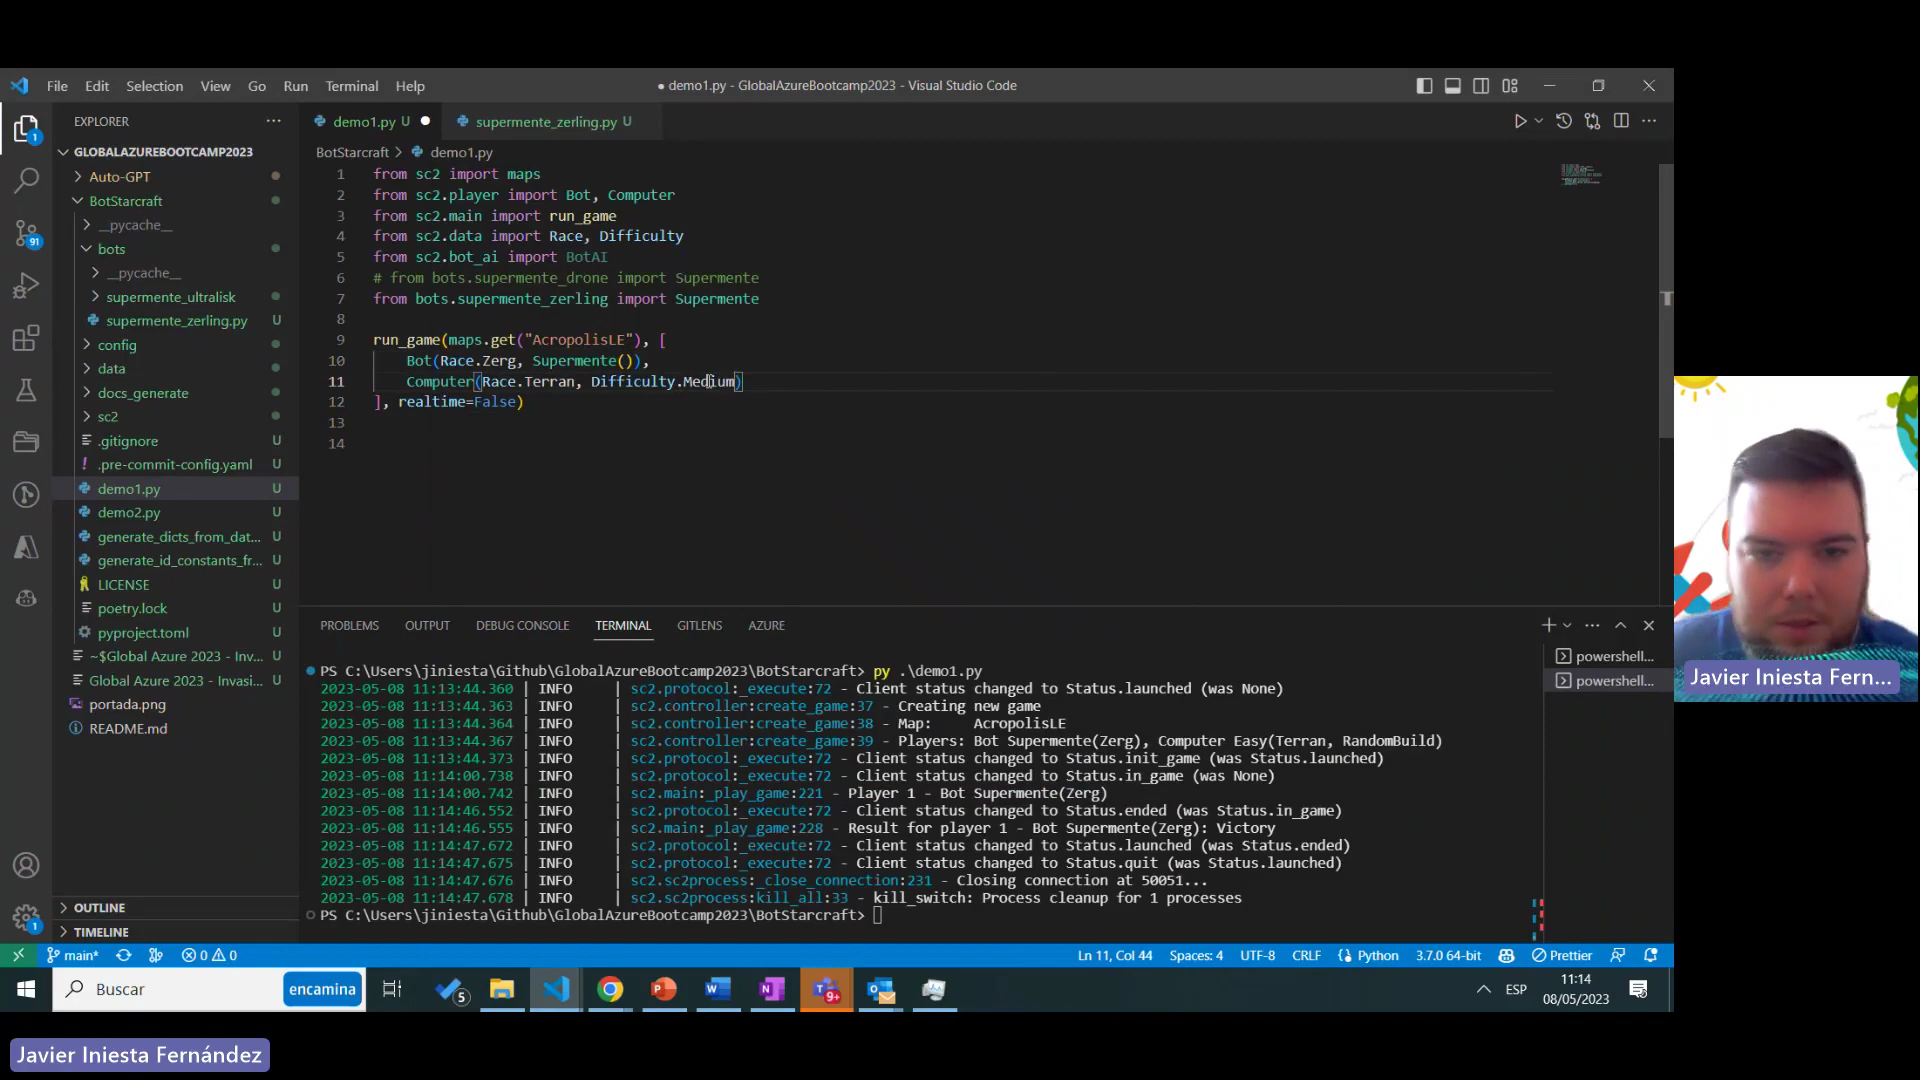 File Edit Selection View Go Run Terminal Help
● demo1.py - GlobalAzureBootcamp2023 - Visual Studio Code
EXPLORER
demo1.py U ●
supermente_zerling.py U
GLOBALAZUREBOOTCAMP2023
Auto-GPT
BotStarcraft
__pycache__
bots
__pycache__
supermente_ultralisk
supermente_zerling.py U
config
data
docs_generate
sc2
.gitignore U
.pre-commit-config.yaml U
demo1.py U
demo2.py U
generate_dicts_from_dat... U
generate_id_constants_fr... U
LICENSE U
poetry.lock U
pyproject.toml U
~$Global Azure 2023 - Inv... U
Global Azure 2023 - Invasi... U
portada.png U
README.md U
OUTLINE
TIMELINE
1
91
1
BotStarcraft > demo1.py
1 from sc2 import maps
2 from sc2.player import Bot, Computer
3 from sc2.main import run_game
4 from sc2.data import Race, Difficulty
5 from sc2.bot_ai import BotAI
6 # from bots.supermente_drone import Supermente
7 from bots.supermente_zerling import Supermente
8
9 run_game(maps.get("AcropolisLE"), [
10 Bot(Race.Zerg, Supermente()),
11 Computer(Race.Terran, Difficulty.Medium)
12 ], realtime=False)
13
14
PROBLEMS OUTPUT DEBUG CONSOLE TERMINAL GITLENS AZURE
powershell...
powershell...
PS C:\Users\jiniesta\Github\GlobalAzureBootcamp2023\BotStarcraft> py .\demo1.py
2023-05-08 11:13:44.360 | INFO | sc2.protocol:_execute:72 - Client status changed to Status.launched (was None)
2023-05-08 11:13:44.363 | INFO | sc2.controller:create_game:37 - Creating new game
2023-05-08 11:13:44.364 | INFO | sc2.controller:create_game:38 - Map: AcropolisLE
2023-05-08 11:13:44.367 | INFO | sc2.controller:create_game:39 - Players: Bot Supermente(Zerg), Computer Easy(Terran, RandomBuild)
2023-05-08 11:13:44.373 | INFO | sc2.protocol:_execute:72 - Client status changed to Status.init_game (was Status.launched)
2023-05-08 11:14:00.738 | INFO | sc2.protocol:_execute:72 - Client status changed to Status.in_game (was None)
2023-05-08 11:14:00.742 | INFO | sc2.main:_play_game:221 - Player 1 - Bot Supermente(Zerg)
2023-05-08 11:14:46.552 | INFO | sc2.protocol:_execute:72 - Client status changed to Status.ended (was Status.in_game)
2023-05-08 11:14:46.555 | INFO | sc2.main:_play_game:228 - Result for player 1 - Bot Supermente(Zerg): Victory
2023-05-08 11:14:47.672 | INFO | sc2.protocol:_execute:72 - Client status changed to Status.launched (was Status.ended)
2023-05-08 11:14:47.675 | INFO | sc2.protocol:_execute:72 - Client status changed to Status.quit (was Status.launched)
2023-05-08 11:14:47.676 | INFO | sc2.sc2process:_close_connection:231 - Closing connection at 50051...
2023-05-08 11:14:47.678 | INFO | sc2.sc2process:kill_all:33 - kill_switch: Process cleanup for 1 processes
PS C:\Users\jiniesta\Github\GlobalAzureBootcamp2023\BotStarcraft>
main* 0 0 Ln 11, Col 44 Spaces: 4 UTF-8 CRLF Python 3.7.0 64-bit Prettier
Buscar encamina 5 9+ ESP 11:14
08/05/2023
Javier Iniesta Fern...
Javier Iniesta Fernández